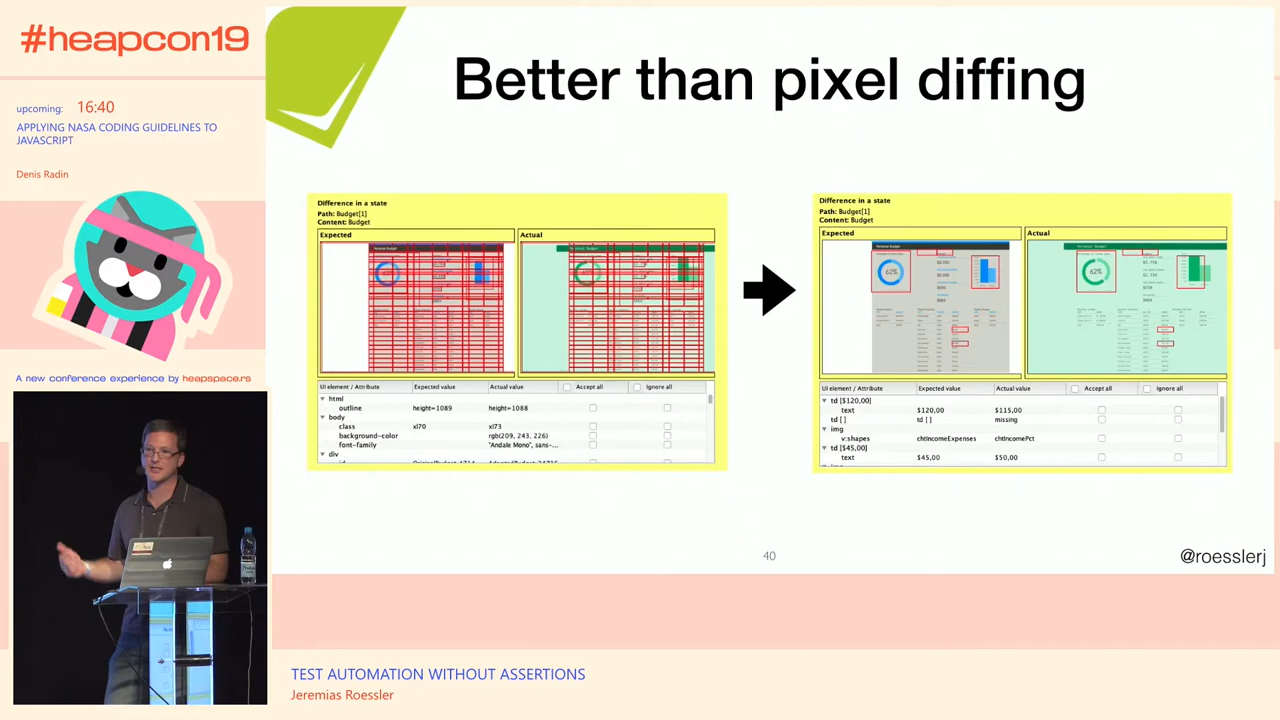 #heapcon19
upcoming: 16:40
APPLYING NASA CODING GUIDELINES TO
JAVASCRIPT
Denis Radin
A new conference experience by heapspace.rs
Better than pixel diffing
Difference in a state
Path: Budget[1]
Content: Budget
Expected Actual
62%
UI element / Attribute Expected value Actual value Accept all Ignore all
html
outline height=1089 height=1088
body
class xl70 xl73
background-color rgb(209, 243, 226)
font-family "Andale Mono", sans-...
div
Difference in a state
Path: Budget[1]
Content: Budget
Expected Actual
Personal Budget
62%
62%
UI element / Attribute Expected value Actual value Accept all Ignore all
td [$120,00]
text $120,00 $115,00
td [ ] td [ ] missing
img
v:shapes chtIncomeExpenses chtIncomePct
td [$45,00]
text $45,00 $50,00
40
@roesslerj
TEST AUTOMATION WITHOUT ASSERTIONS
Jeremias Roessler